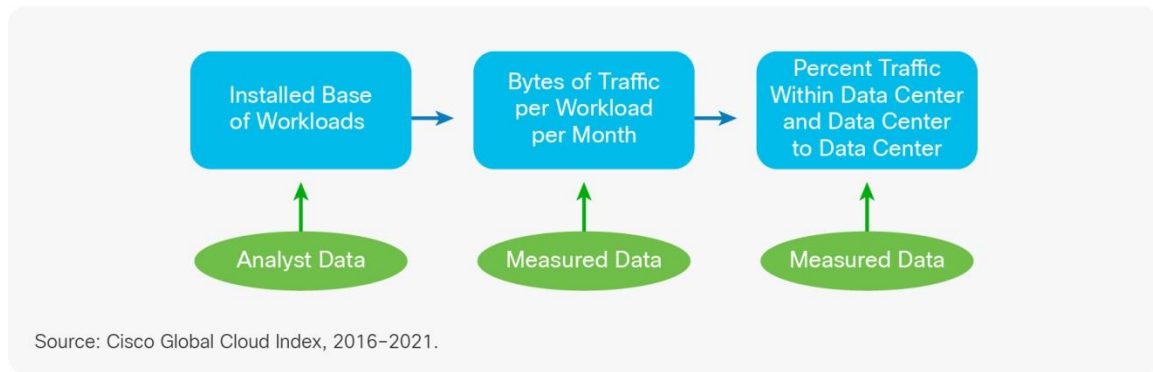 Installed Base
of Workloads
Bytes of Traffic
per Workload
per Month
Percent Traffic
Within Data Center
and Data Center
to Data Center
Analyst Data
Measured Data
Measured Data
Source: Cisco Global Cloud Index, 2016–2021.